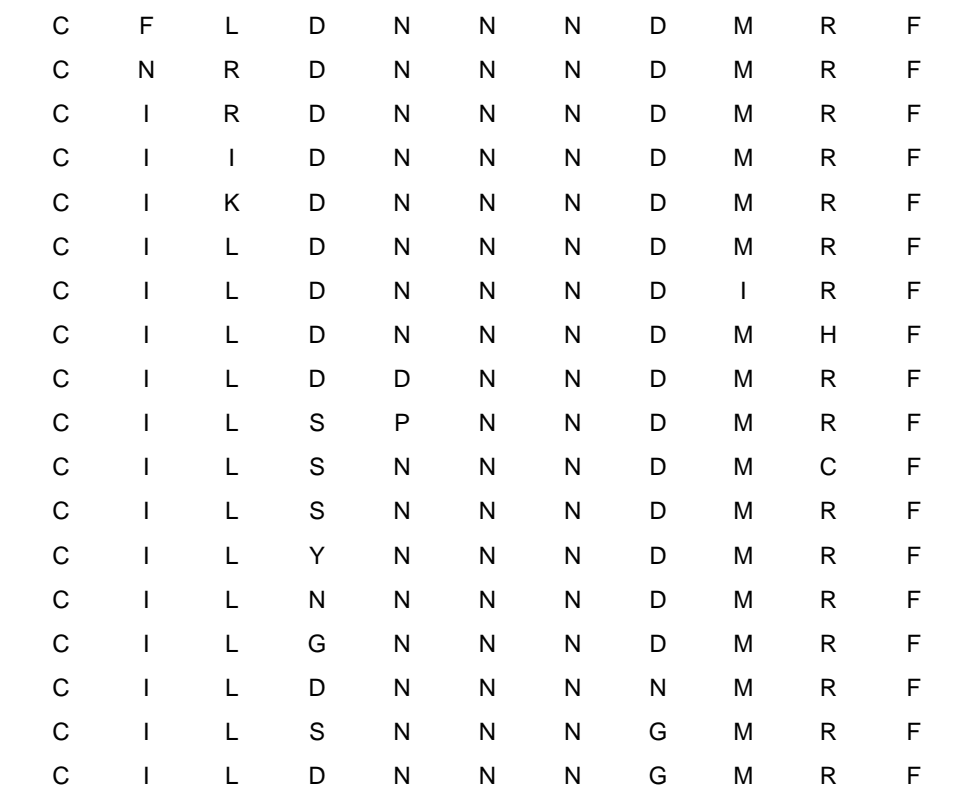 C F L D N N N D M R F
C N R D N N N D M R F
C I R D N N N D M R F
C I I D N N N D M R F
C I K D N N N D M R F
C I L D N N N D M R F
C I L D N N N D I R F
C I L D N N N D M H F
C I L D D N N D M R F
C I L S P N N D M R F
C I L S N N N D M C F
C I L S N N N D M R F
C I L Y N N N D M R F
C I L N N N N D M R F
C I L G N N N D M R F
C I L D N N N N M R F
C I L S N N N G M R F
C I L D N N N G M R F